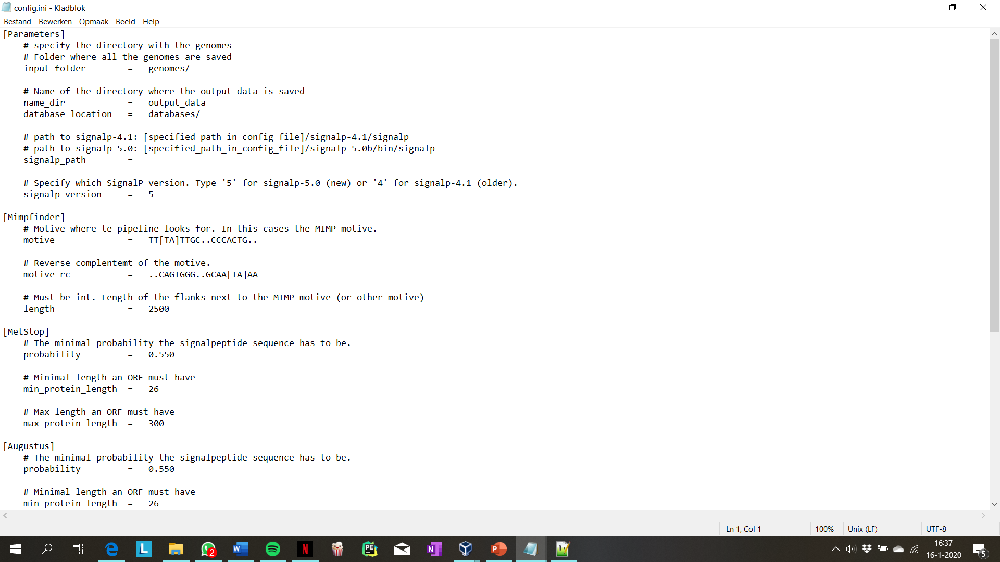 config.ini - Kladblok
Bestand Bewerken Opmaak Beeld Help
[Parameters]
# specify the directory with the genomes
# Folder where all the genomes are saved
input_folder = genomes/
# Name of the directory where the output data is saved
name_dir = output_data
database_location = databases/
# path to signalp-4.1: [specified_path_in_config_file]/signalp-4.1/signalp
# path to signalp-5.0: [specified_path_in_config_file]/signalp-5.0b/bin/signalp
signalp_path =
# Specify which SignalP version. Type '5' for signalp-5.0 (new) or '4' for signalp-4.1 (older).
signalp_version = 5
[Mimpfinder]
# Motive where te pipeline looks for. In this cases the MIMP motive.
motive = TT[TA]TTGC..CCCACTG..
# Reverse complentemt of the motive.
motive_rc = ..CAGTGGG..GCAA[TA]AA
# Must be int. Length of the flanks next to the MIMP motive (or other motive)
length = 2500
[MetStop]
# The minimal probability the signalpeptide sequence has to be.
probability = 0.550
# Minimal length an ORF must have
min_protein_length = 26
# Max length an ORF must have
max_protein_length = 300
[Augustus]
# The minimal probability the signalpeptide sequence has to be.
probability = 0.550
# Minimal length an ORF must have
min_protein_length = 26
Ln 1, Col 1 100% Unix (LF) UTF-8
L 2 W N PE N P 16:37
16-1-2020 5